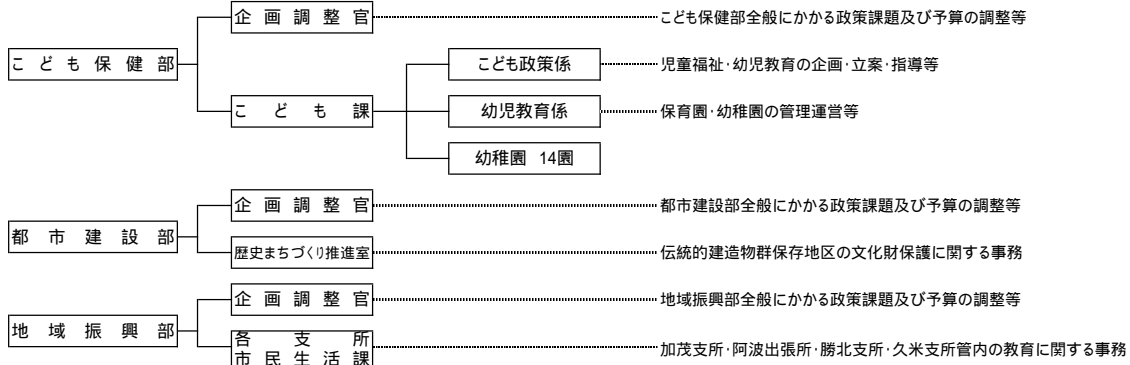 企画調整官 こども保健部全般にかかる政策課題及び予算の調整等
こども保健部
こども政策係 児童福祉・幼児教育の企画・立案・指導等
こども課 幼児教育係 保育園・幼稚園の管理運営等
幼稚園 14園
企画調整官 都市建設部全般にかかる政策課題及び予算の調整等
都市建設部
歴史まちづくり推進室 伝統的建造物群保存地区の文化財保護に関する事務
企画調整官 地域振興部全般にかかる政策課題及び予算の調整等
地域振興部
各支所
市民生活課 加茂支所・阿波出張所・勝北支所・久米支所管内の教育に関する事務